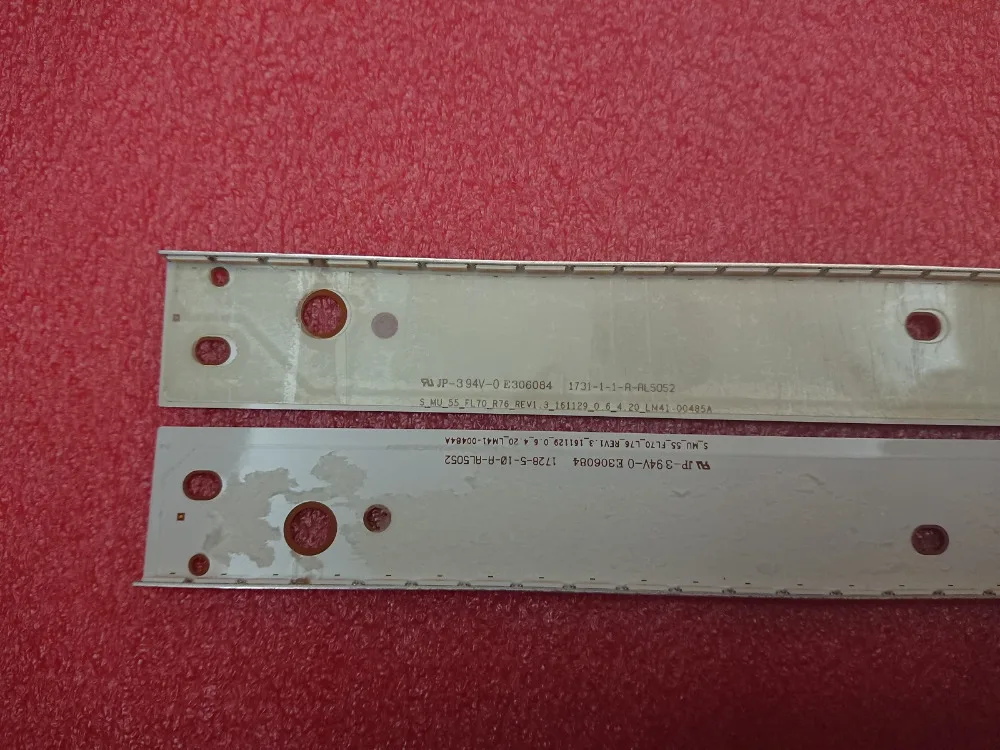 JP-3 94V-0 E306084 1731-1-1-A-AL5052
S_MU_55_FL70_R76_REV1.3_161129_0_6_4.20_LM41-00485A
JP-3 94V-0 E306084 1728-5-10-A-AL5052
S_MU_55_FL70_L76_REV1.3_161129_0_6_4.20_LM41-00484A